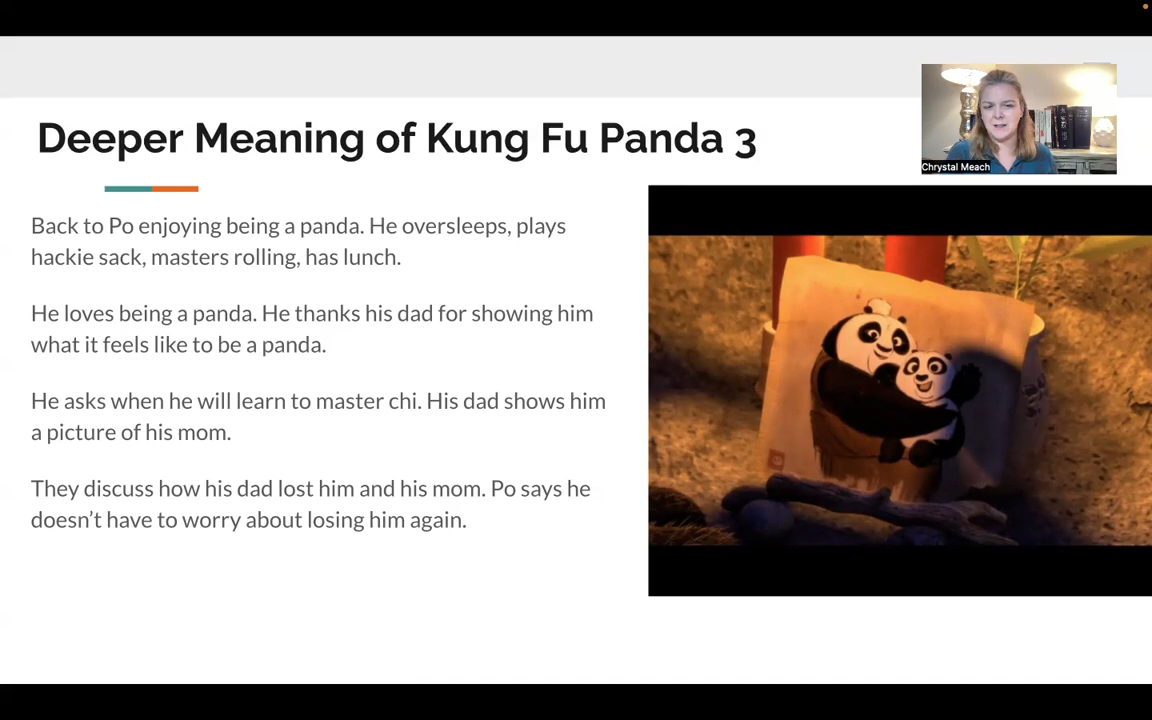 Deeper Meaning of Kung Fu Panda 3
Chrystal Meach
Back to Po enjoying being a panda. He oversleeps, plays
hackie sack, masters rolling, has lunch.
He loves being a panda. He thanks his dad for showing him
what it feels like to be a panda.
He asks when he will learn to master chi. His dad shows him
a picture of his mom.
They discuss how his dad lost him and his mom. Po says he
doesn’t have to worry about losing him again.